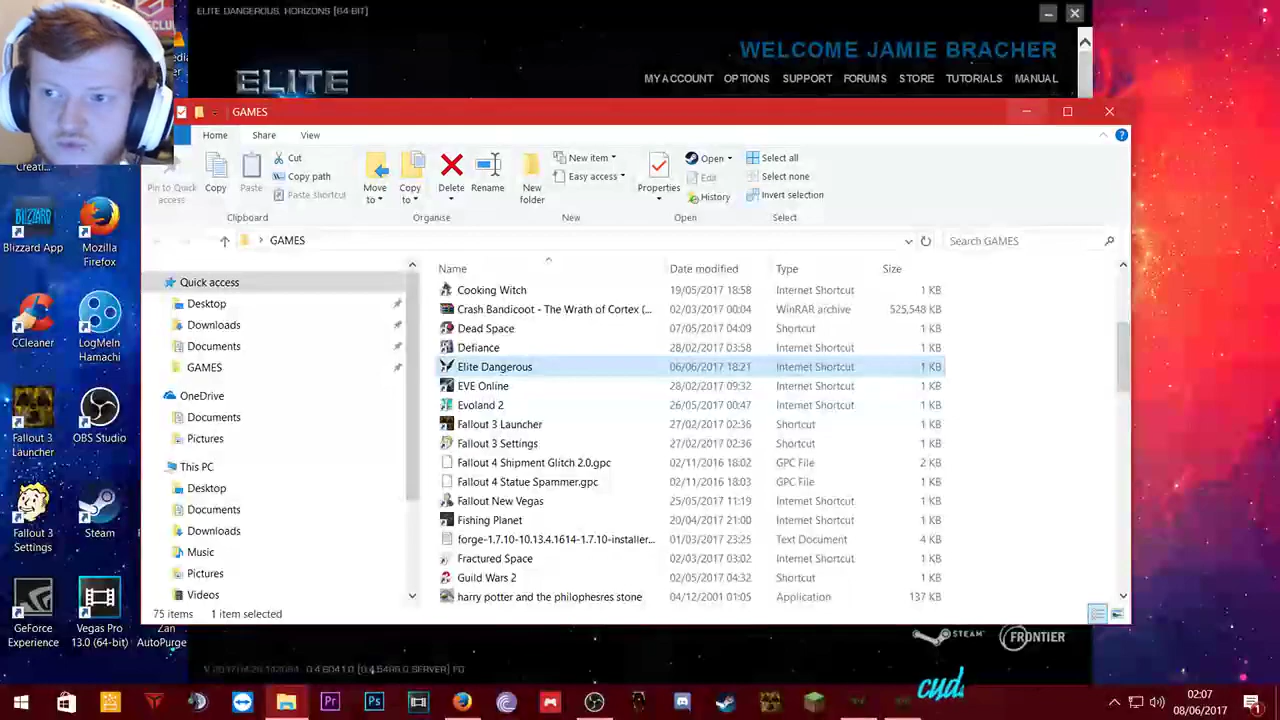 ELITE DANGEROUS: HORIZONS [64-BIT]
WELCOME JAMIE BRACHER
ELITE
MY ACCOUNT OPTIONS SUPPORT FORUMS STORE TUTORIALS MANUAL
GAMES
Home Share View
Creati...
Pin to Quick access
Copy
Paste
Cut
Copy path
Paste shortcut
Move to
Copy to
Delete
Rename
New folder
New item
Easy access
Properties
Open
Edit
History
Select all
Select none
Invert selection
Clipboard Organise New Open Select
GAMES
Search GAMES
Blizzard App
Mozilla Firefox
CCleaner
LogMeIn Hamachi
Fallout 3 Launcher
OBS Studio
Fallout 3 Settings
Steam
GeForce Experience
Vegas Pro 13.0 (64-bit)
Zan AutoPurge
Quick access
Desktop
Downloads
Documents
GAMES
OneDrive
Documents
Pictures
This PC
Desktop
Documents
Downloads
Music
Pictures
Videos
Name Date modified Type Size
Cooking Witch 19/05/2017 18:58 Internet Shortcut 1 KB
Crash Bandicoot - The Wrath of Cortex (... 02/03/2017 00:04 WinRAR archive 525,548 KB
Dead Space 07/05/2017 04:09 Shortcut 1 KB
Defiance 28/02/2017 03:58 Internet Shortcut 1 KB
Elite Dangerous 06/06/2017 18:21 Internet Shortcut 1 KB
EVE Online 28/02/2017 09:32 Internet Shortcut 1 KB
Evoland 2 26/05/2017 00:47 Internet Shortcut 1 KB
Fallout 3 Launcher 27/02/2017 02:36 Shortcut 1 KB
Fallout 3 Settings 27/02/2017 02:36 Shortcut 1 KB
Fallout 4 Shipment Glitch 2.0.gpc 02/11/2016 18:02 GPC File 2 KB
Fallout 4 Statue Spammer.gpc 02/11/2016 18:03 GPC File 1 KB
Fallout New Vegas 25/05/2017 11:19 Internet Shortcut 1 KB
Fishing Planet 20/04/2017 21:00 Internet Shortcut 1 KB
forge-1.7.10-10.13.4.1614-1.7.10-installer... 01/03/2017 23:25 Text Document 4 KB
Fractured Space 02/03/2017 03:02 Internet Shortcut 1 KB
Guild Wars 2 02/05/2017 04:32 Shortcut 1 KB
harry potter and the philophesres stone 04/12/2001 01:05 Application 137 KB
75 items 1 item selected
STEAM FRONTIER
cyd
02:07
08/06/2017